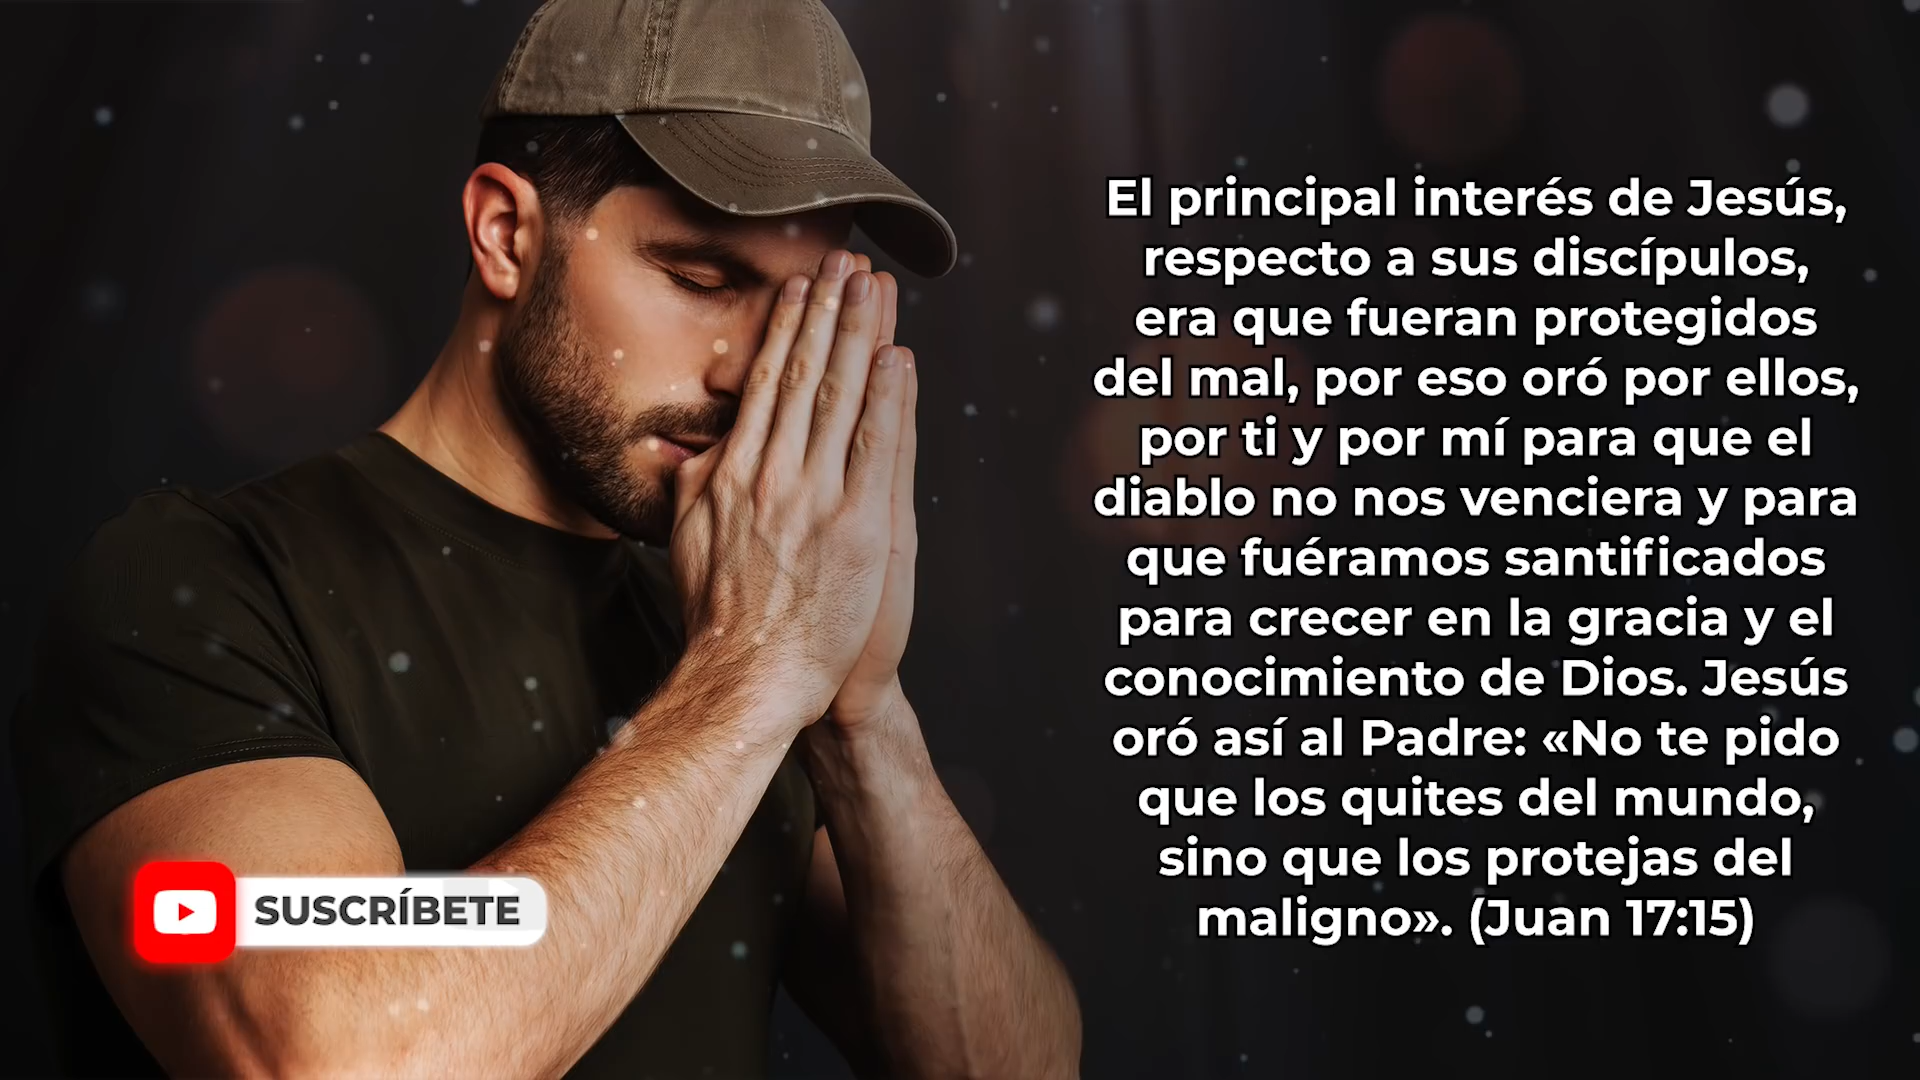 El principal interés de Jesús,
respecto a sus discípulos,
era que fueran protegidos
del mal, por eso oró por ellos,
por ti y por mí para que el
diablo no nos venciera y para
que fuéramos santificados
para crecer en la gracia y el
conocimiento de Dios. Jesús
oró así al Padre: «No te pido
que los quites del mundo,
sino que los protejas del
maligno». (Juan 17:15)
SUSCRÍBETE